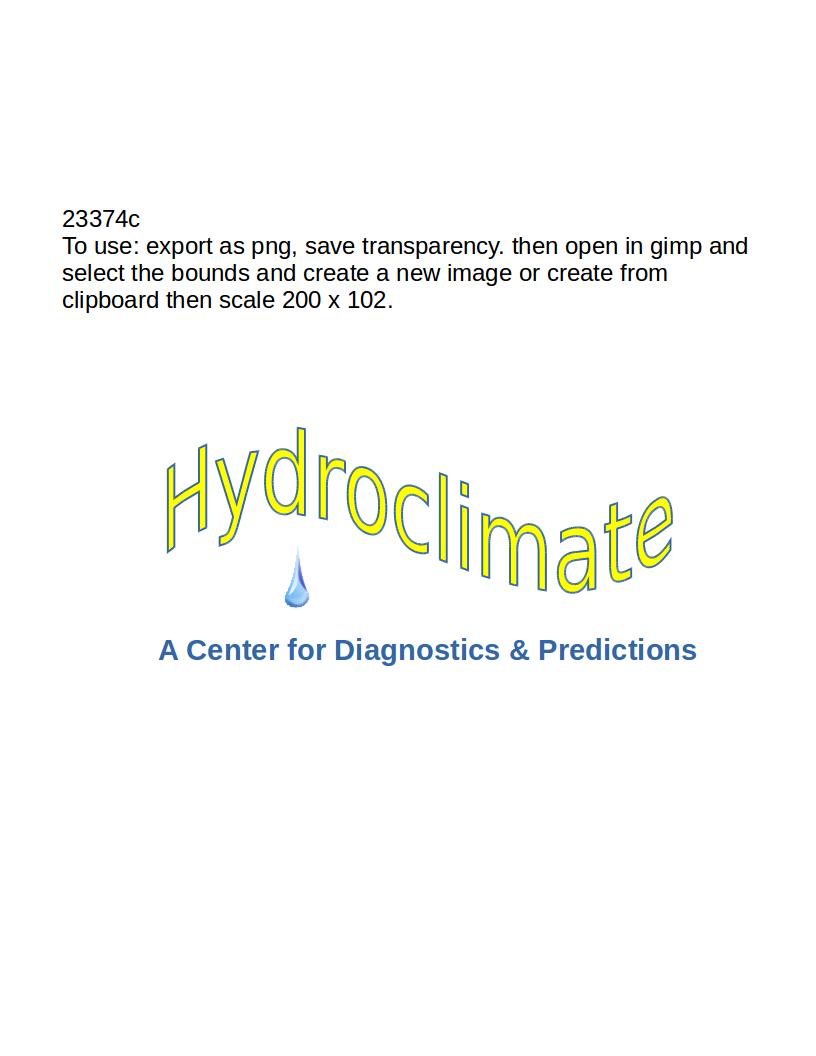 23374c
To use: export as png, save transparency. then open in gimp and
select the bounds and create a new image or create from
clipboard then scale 200 x 102.
Hydroclimate
A Center for Diagnostics & Predictions